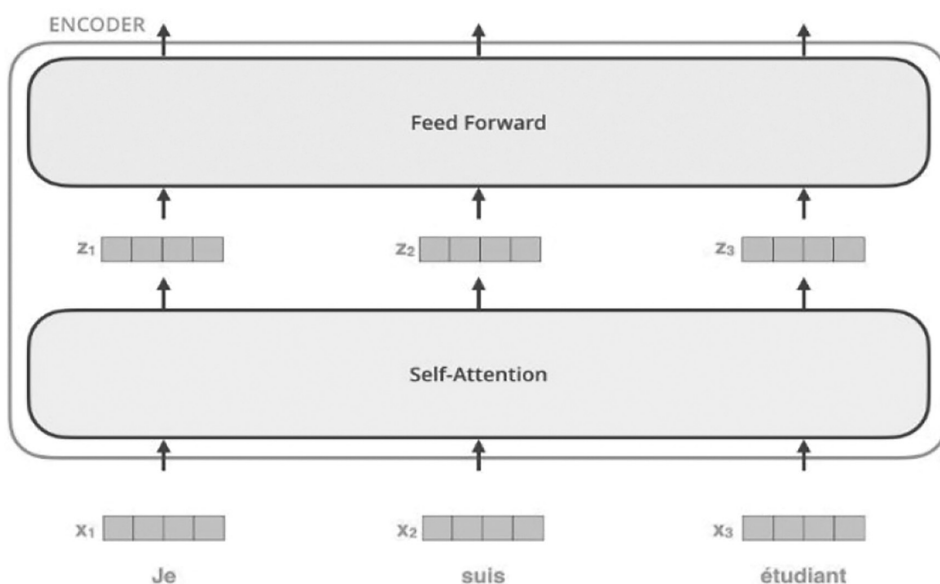 ENCODER
Feed Forward
z₁ z₂ z₃
Self-Attention
x₁ x₂ x₃
Je suis étudiant